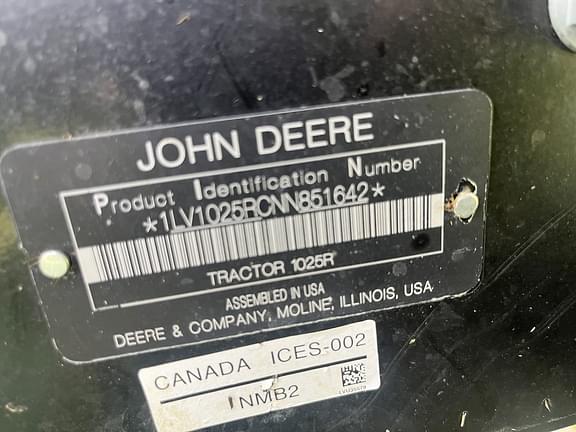 JOHN DEERE
Product Identification Number
*1LV1025RCNN851642*
TRACTOR 1025R
ASSEMBLED IN USA
DEERE & COMPANY, MOLINE, ILLINOIS, USA
CANADA ICES-002
NMB2